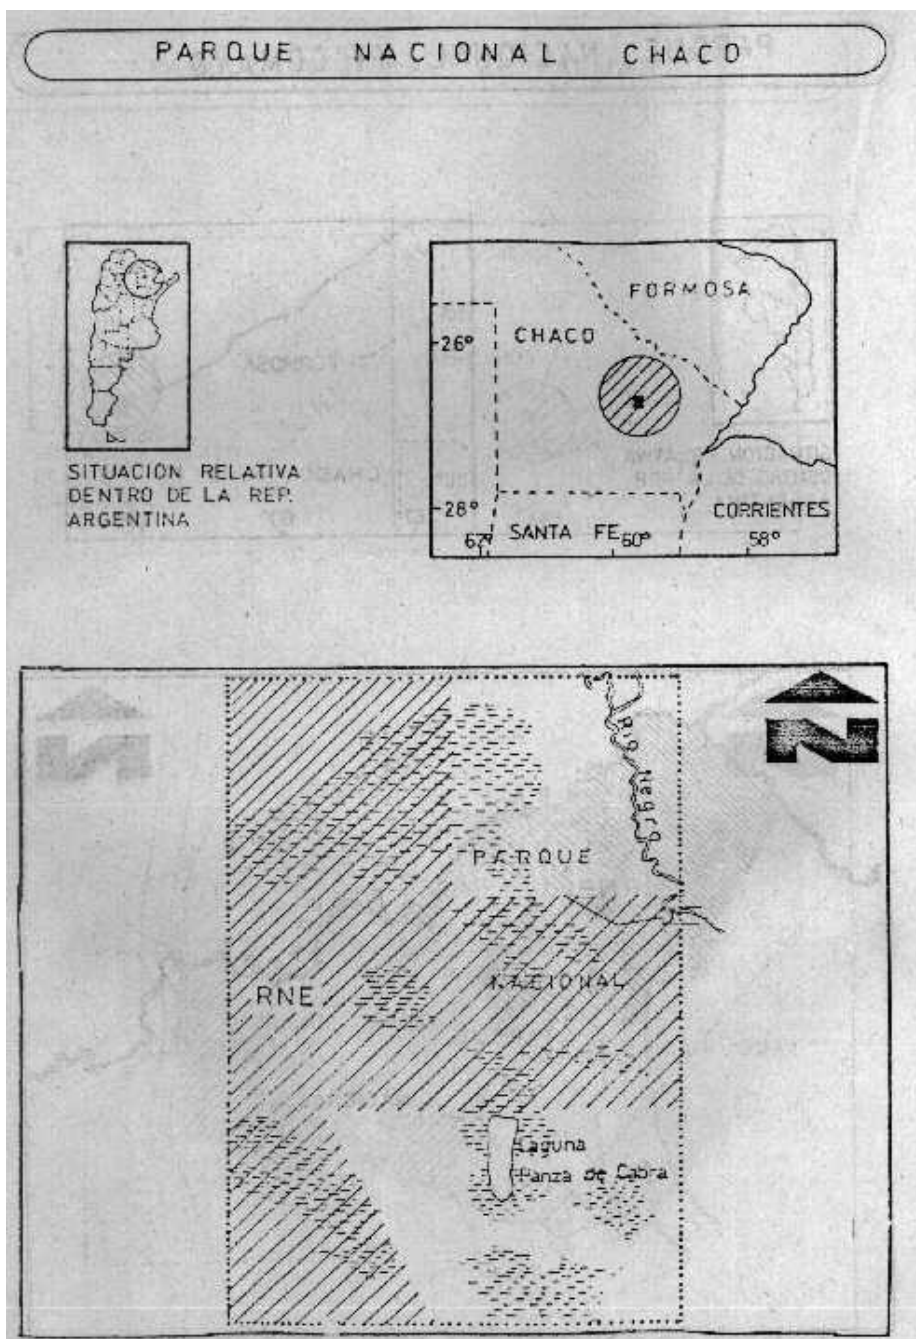 PARQUE NACIONAL CHACO
SITUACION RELATIVA
DENTRO DE LA REP.
ARGENTINA
FORMOSA
CHACO
26°
28°
SANTA FE
CORRIENTES
60°
58°
N
Rio Negro
PARQUE
NACIONAL
RNE
Laguna
Panza de Cabra